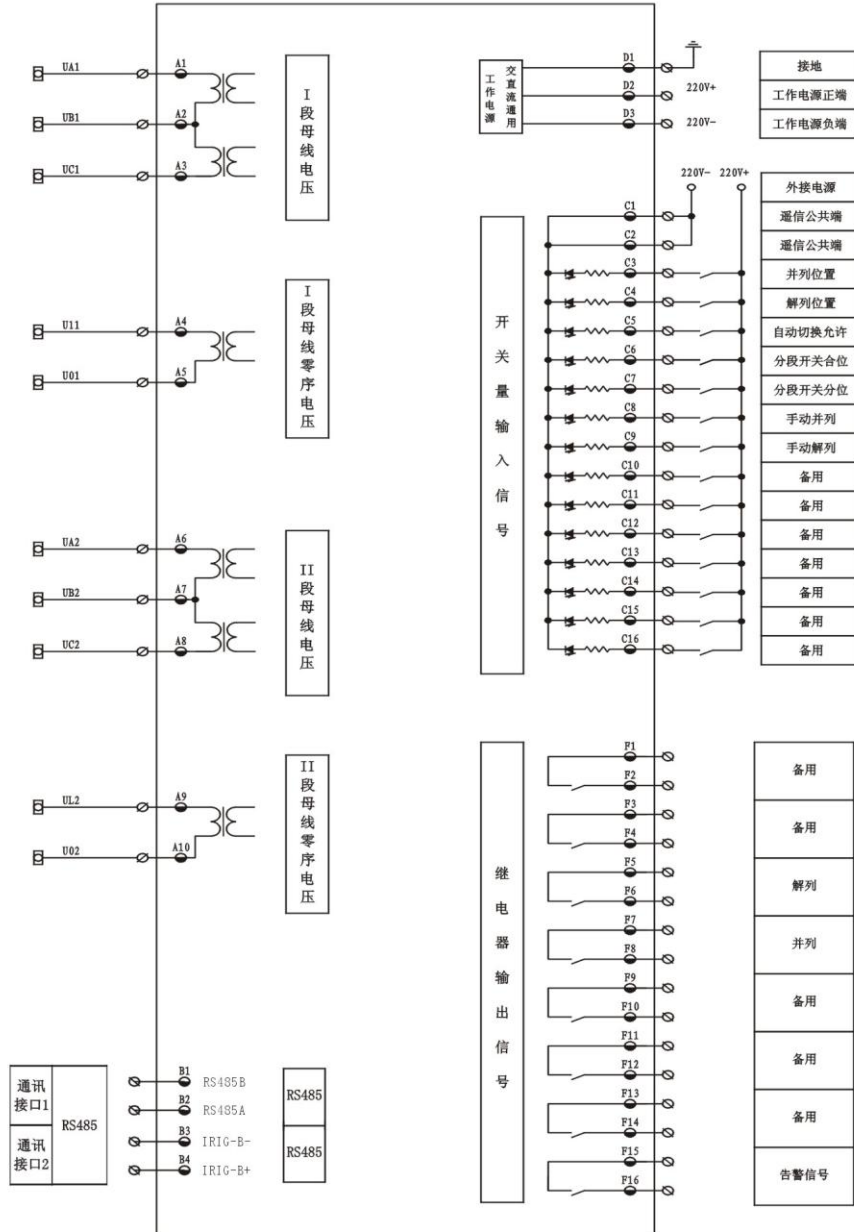 UA1 A1
UB1 A2
UC1 A3
I段母线电压
U11 A4
U01 A5
I段母线零序电压
UA2 A6
UB2 A7
UC2 A8
II段母线电压
UL2 A9
U02 A10
II段母线零序电压
通讯接口1
通讯接口2
RS485
B1 RS485B
B2 RS485A
B3 IRIG-B-
B4 IRIG-B+
RS485
RS485
工作电源
交直流通用
D1 接地
D2 220V+ 工作电源正端
D3 220V- 工作电源负端
220V- 220V+ 外接电源
开关量输入信号
C1 遥信公共端
C2 遥信公共端
C3 并列位置
C4 解列位置
C5 自动切换允许
C6 分段开关合位
C7 分段开关分位
C8 手动并列
C9 手动解列
C10 备用
C11 备用
C12 备用
C13 备用
C14 备用
C15 备用
C16 备用
继电器输出信号
F1
F2
备用
F3
F4
备用
F5
F6
解列
F7
F8
并列
F9
F10
备用
F11
F12
备用
F13
F14
备用
F15
F16
告警信号